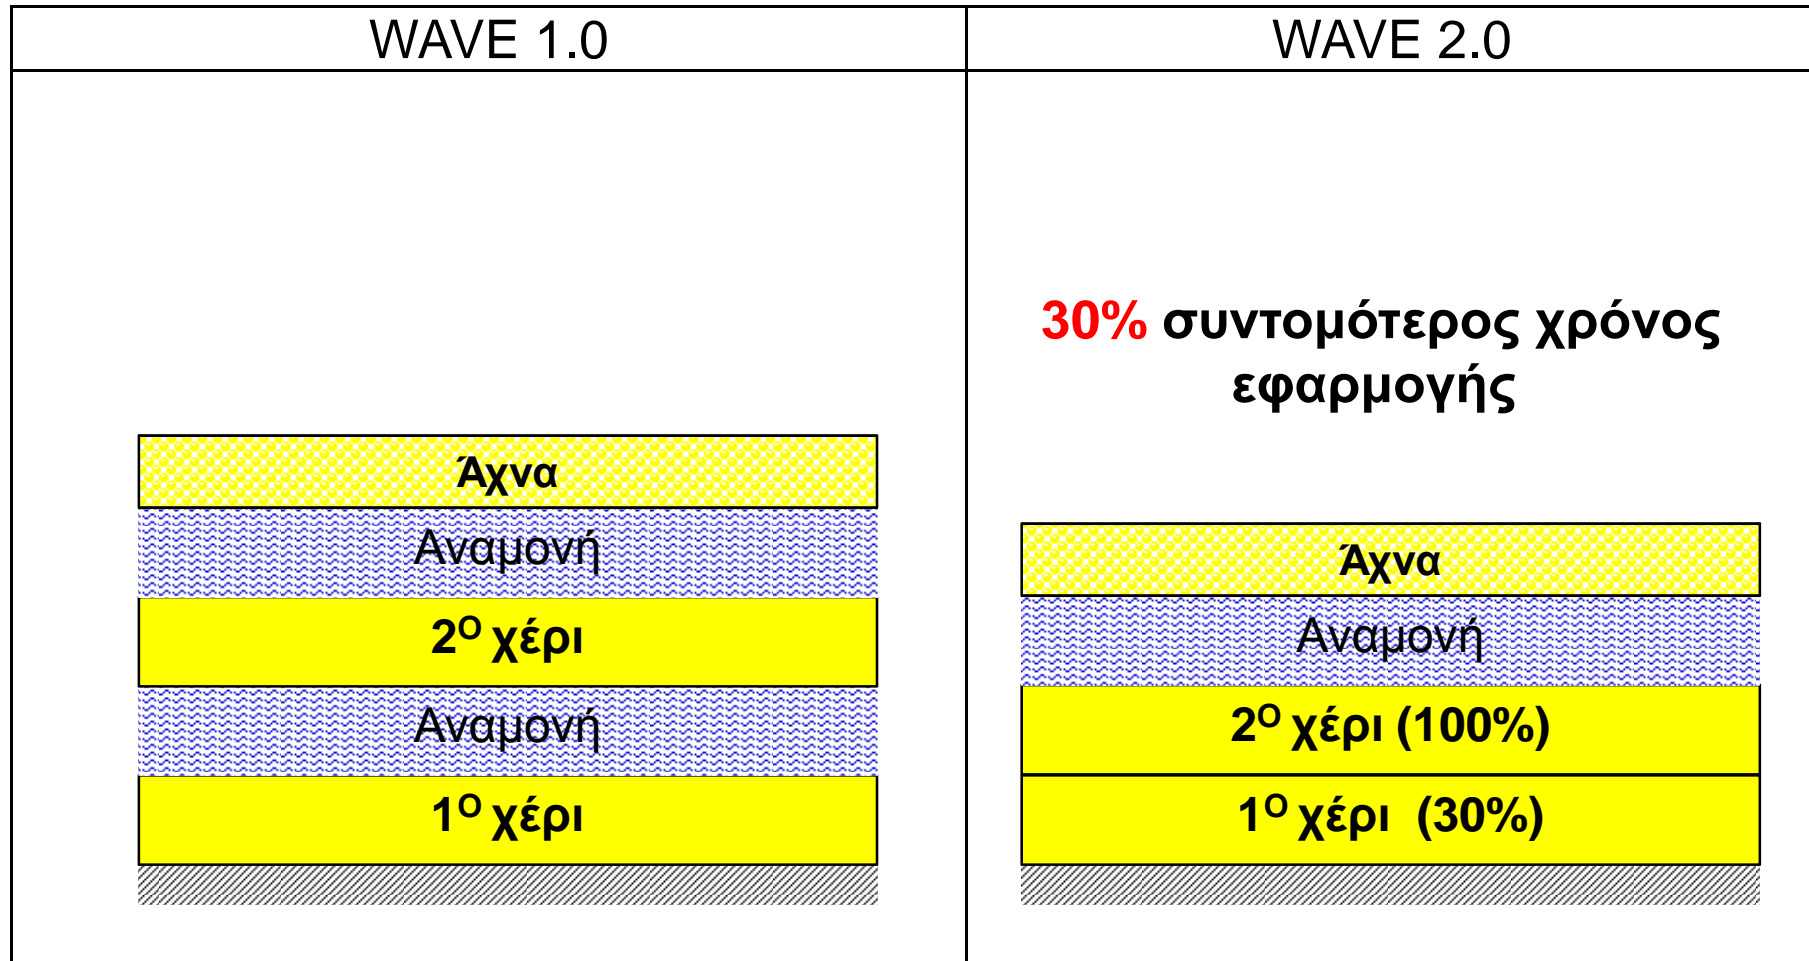 WAVE 1.0
WAVE 2.0
Άχνα
Αναμονή
2Ο χέρι
Αναμονή
1Ο χέρι
30% συντομότερος χρόνος
εφαρμογής
Άχνα
Αναμονή
2Ο χέρι (100%)
1Ο χέρι (30%)